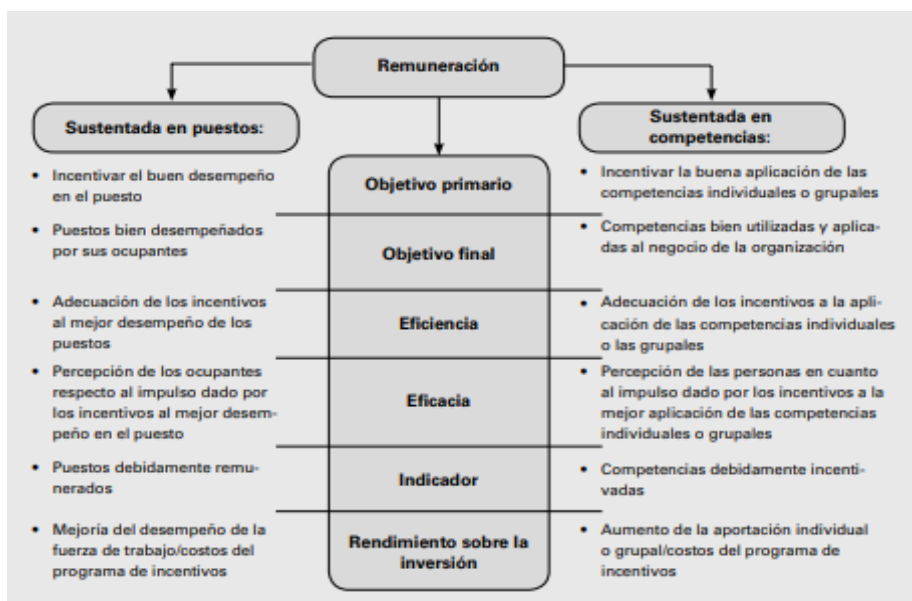 Remuneración
Sustentada en puestos:
Sustentada en
competencias:
• Incentivar el buen desempeño
en el puesto
Objetivo primario
• Incentivar la buena aplicación de las
competencias individuales o grupales
• Puestos bien desempeñados
por sus ocupantes
Objetivo final
• Competencias bien utilizadas y aplica-
das al negocio de la organización
• Adecuación de los incentivos
al mejor desempeño de los
puestos
Eficiencia
• Adecuación de los incentivos a la apli-
cación de las competencias individuales
o las grupales
• Percepción de los ocupantes
respecto al impulso dado por
los incentivos al mejor desem-
peño en el puesto
Eficacia
• Percepción de las personas en cuanto
al impulso dado por los incentivos a la
mejor aplicación de las competencias
individuales o grupales
• Puestos debidamente remu-
nerados
Indicador
• Competencias debidamente incenti-
vadas
• Mejoría del desempeño de la
fuerza de trabajo/costos del
programa de incentivos
Rendimiento sobre la
inversión
• Aumento de la aportación individual
o grupal/costos del programa de
incentivos